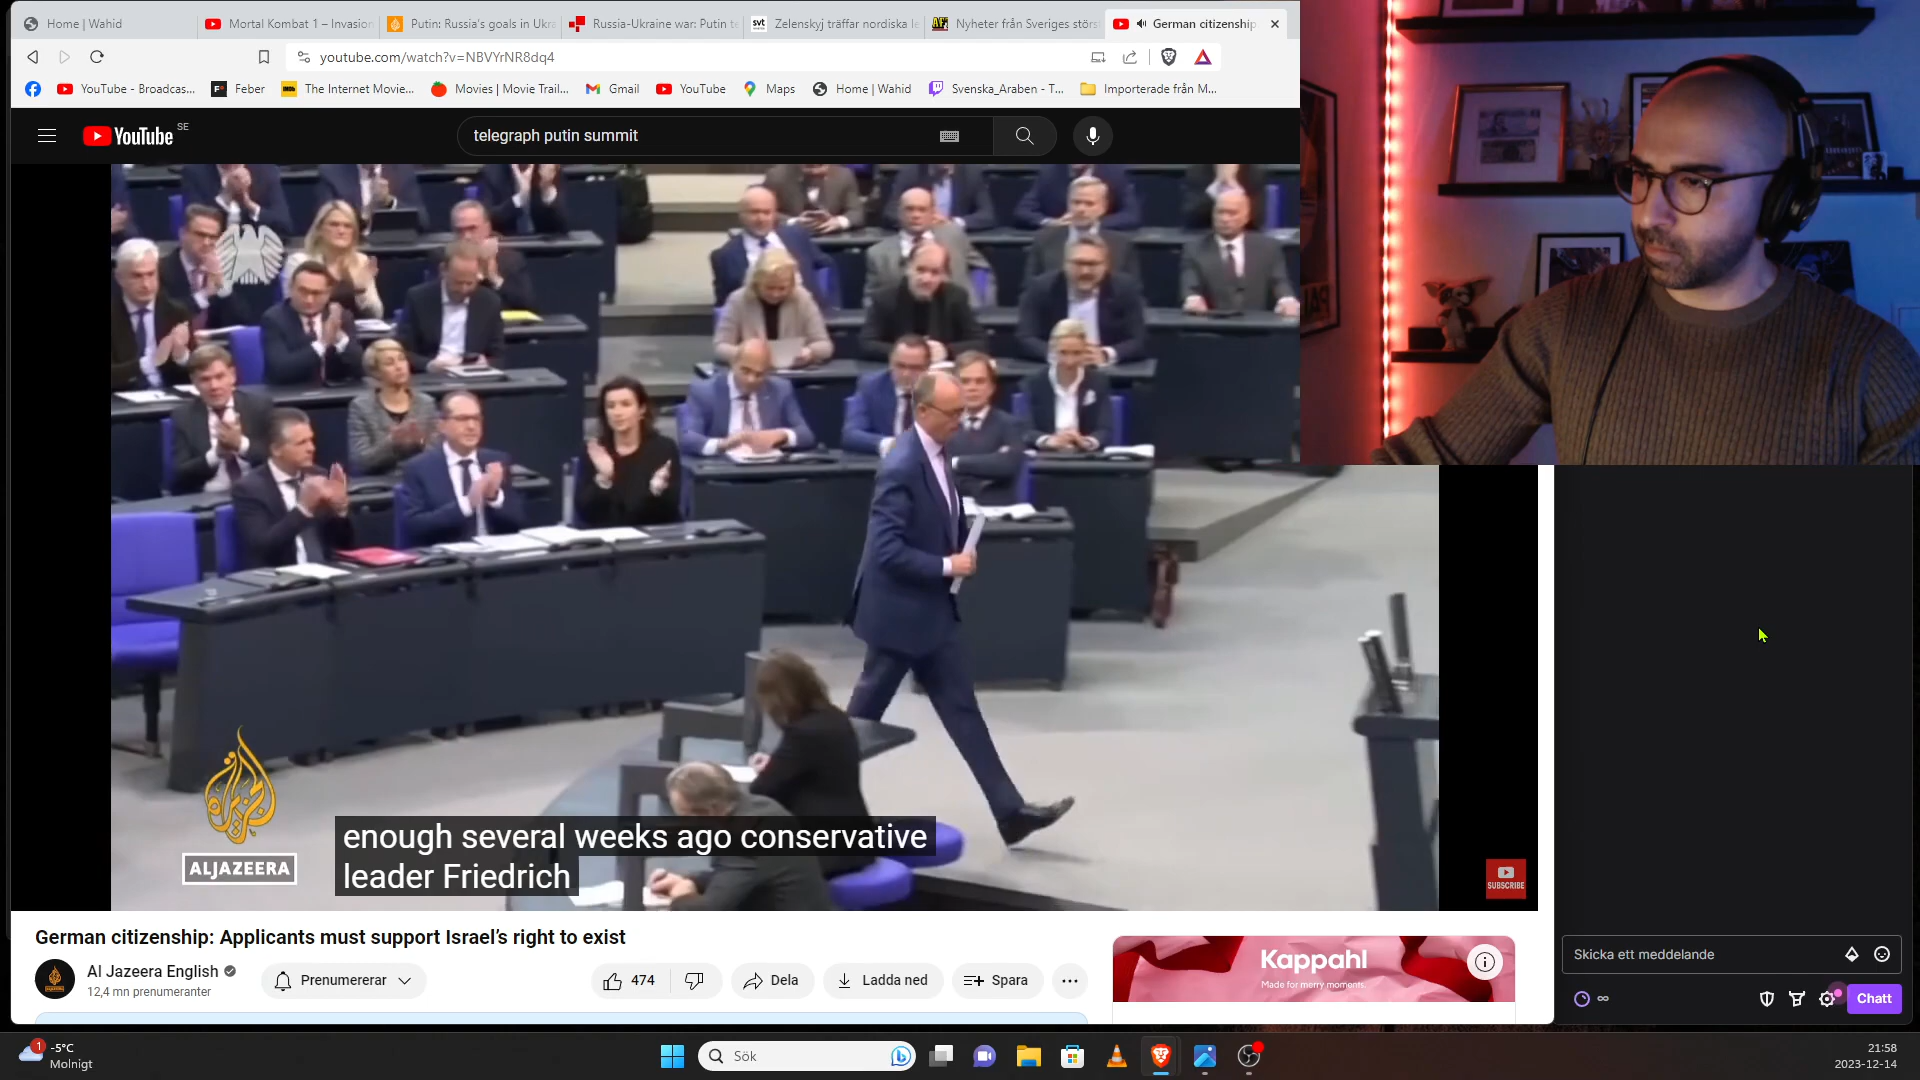 Home | Wahid
Mortal Kombat 1 – Invasion
Putin: Russia's goals in Ukra
Russia-Ukraine war: Putin te
svt
Zelenskyj träffar nordiska le
Nyheter från Sveriges störs
German citizenship
youtube.com/watch?v=NBVYrNR8dq4
YouTube - Broadcas...
Feber
The Internet Movie...
Movies | Movie Trail...
Gmail
YouTube
Maps
Home | Wahid
Svenska_Araben - T...
Importerade från M...
YouTube SE
telegraph putin summit
ALJAZEERA
enough several weeks ago conservative
leader Friedrich
SUBSCRIBE
German citizenship: Applicants must support Israel's right to exist
Al Jazeera English
12,4 mn prenumeranter
Prenumererar
474
Dela
Ladda ned
Spara
Kappahl
Made for merry moments.
Skicka ett meddelande
Chatt
1
-5°C
Molnigt
Sök
21:58
2023-12-14